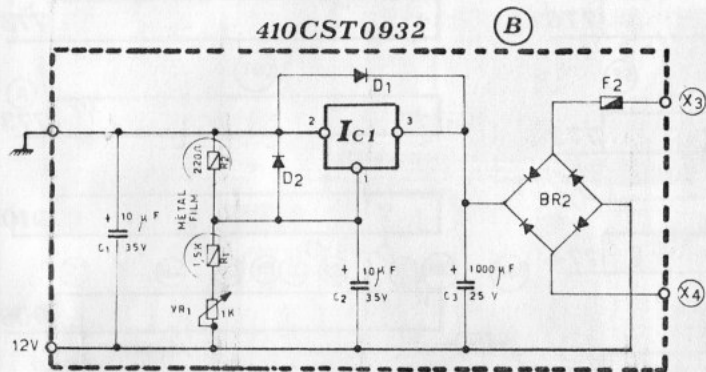 410CST0932
B
D1
F2
X3
2
IC1
3
220Ω
R2
D2
1
METAL FILM
BR2
+ 10 µF
C1 35V
1,5K
R1
+ 10µF
C2 35V
+ 1000µF
C3 25 V
VR1
1K
X4
12V